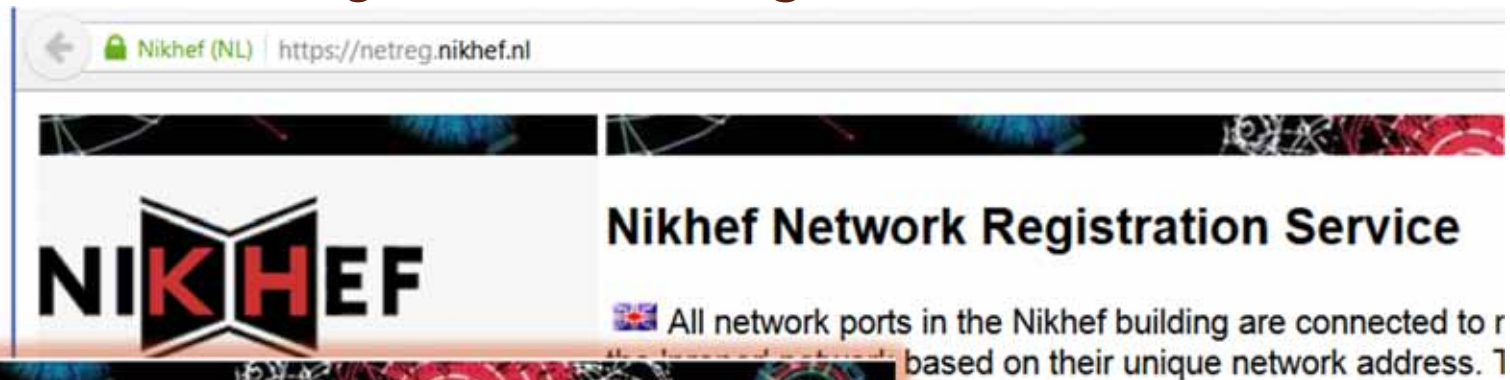 Nikhef (NL) https://netreg.nikhef.nl
NIKHEF
Nikhef Network Registration Service
All network ports in the Nikhef building are connected to
based on their unique network address.